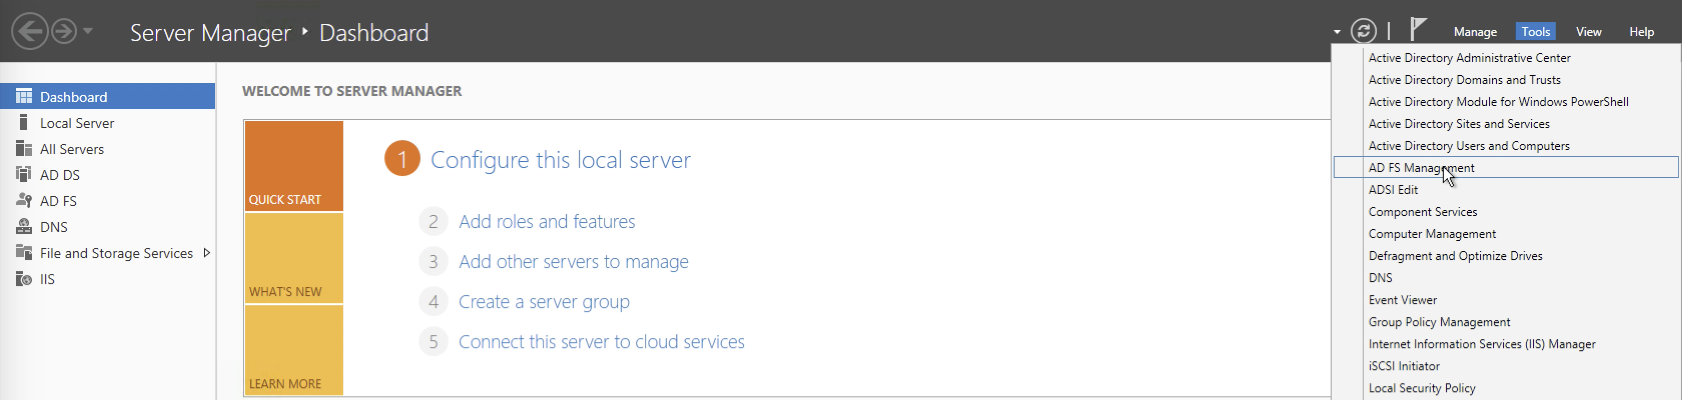 Server Manager ‣ Dashboard
Manage
Tools
View
Help
Dashboard
Local Server
All Servers
AD DS
AD FS
DNS
File and Storage Services
IIS
WELCOME TO SERVER MANAGER
QUICK START
WHAT'S NEW
LEARN MORE
1 Configure this local server
2 Add roles and features
3 Add other servers to manage
4 Create a server group
5 Connect this server to cloud services
Active Directory Administrative Center
Active Directory Domains and Trusts
Active Directory Module for Windows PowerShell
Active Directory Sites and Services
Active Directory Users and Computers
AD FS Management
ADSI Edit
Component Services
Computer Management
Defragment and Optimize Drives
DNS
Event Viewer
Group Policy Management
Internet Information Services (IIS) Manager
iSCSI Initiator
Local Security Policy